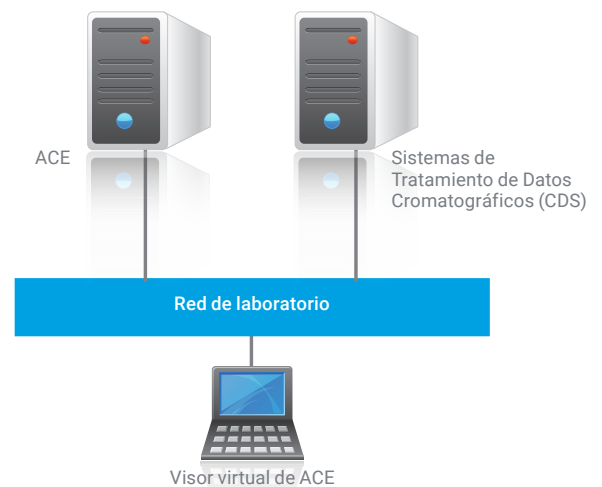 ACE
Sistemas de
Tratamiento de Datos
Cromatográficos (CDS)
Red de laboratorio
Visor virtual de ACE